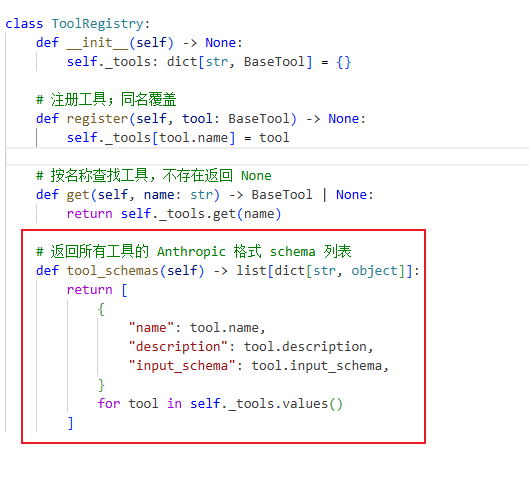 class ToolRegistry:
    def __init__(self) -> None:
        self._tools: dict[str, BaseTool] = {}
    # 注册工具；同名覆盖
    def register(self, tool: BaseTool) -> None:
        self._tools[tool.name] = tool
    # 按名称查找工具，不存在返回 None
    def get(self, name: str) -> BaseTool | None:
        return self._tools.get(name)
    # 返回所有工具的 Anthropic 格式 schema 列表
    def tool_schemas(self) -> list[dict[str, object]]:
        return [
            {
                "name": tool.name,
                "description": tool.description,
                "input_schema": tool.input_schema,
            }
            for tool in self._tools.values()
        ]